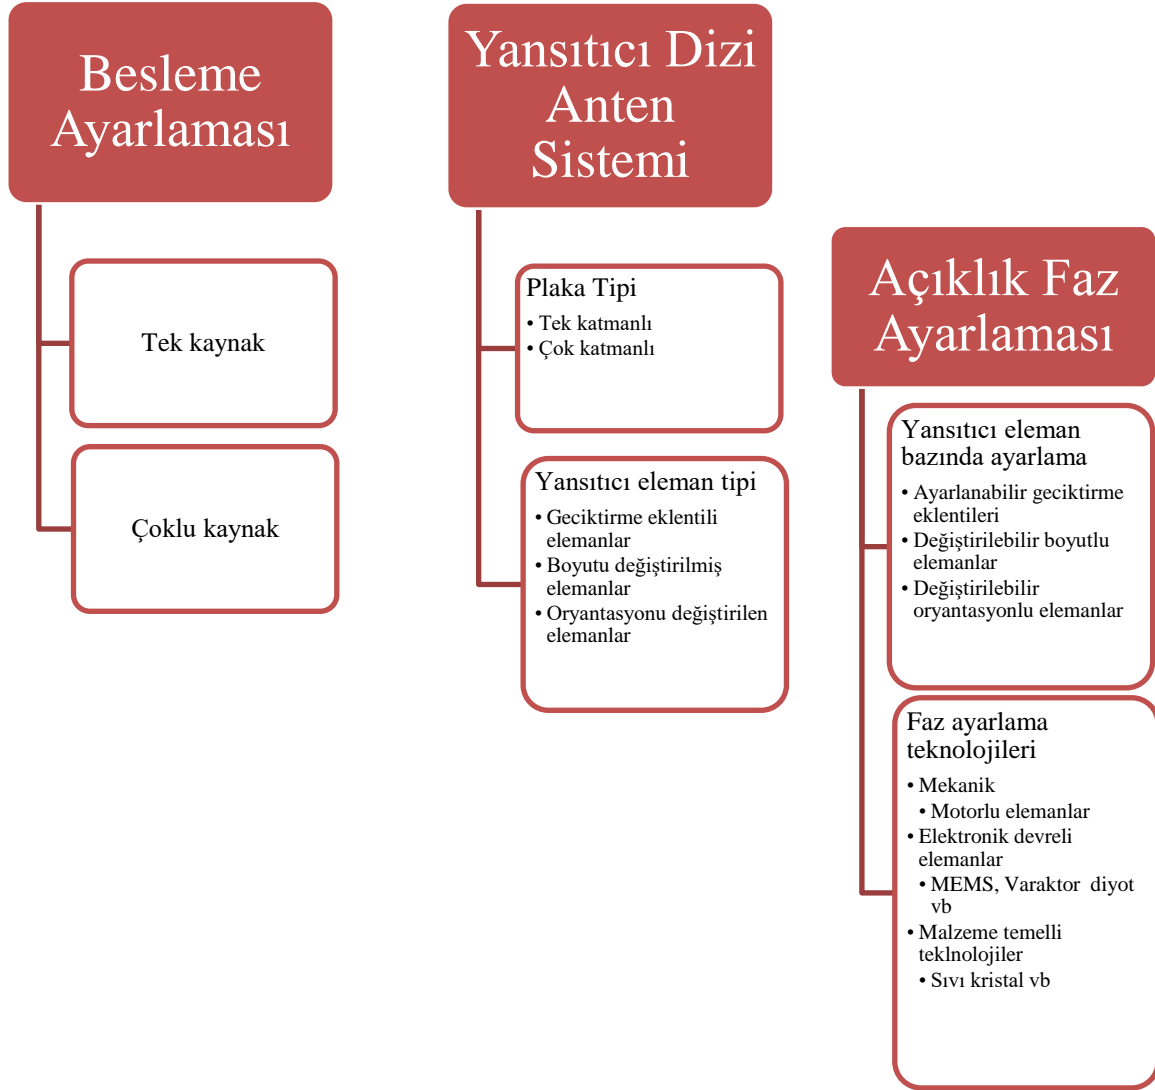 Besleme
Ayarlaması
Tek kaynak
Çoklu kaynak
Yansıtıcı Dizi
Anten
Sistemi
Plaka Tipi
• Tek katmanlı
• Çok katmanlı
Yansıtıcı eleman tipi
• Geciktirme eklentili
elemanlar
• Boyutu değiştirilmiş
elemanlar
• Oryantasyonu değiştirilen
elemanlar
Açıklık Faz
Ayarlaması
Yansıtıcı eleman
bazında ayarlama
• Ayarlanabilir geciktirme
eklentileri
• Değiştirilebilir boyutlu
elemanlar
• Değiştirilebilir
oryantasyonlu elemanlar
Faz ayarlama
teknolojileri
• Mekanik
• Motorlu elemanlar
• Elektronik devreli
elemanlar
• MEMS, Varaktor diyot
vb
• Malzeme temelli
teklnolojiler
• Sıvı kristal vb